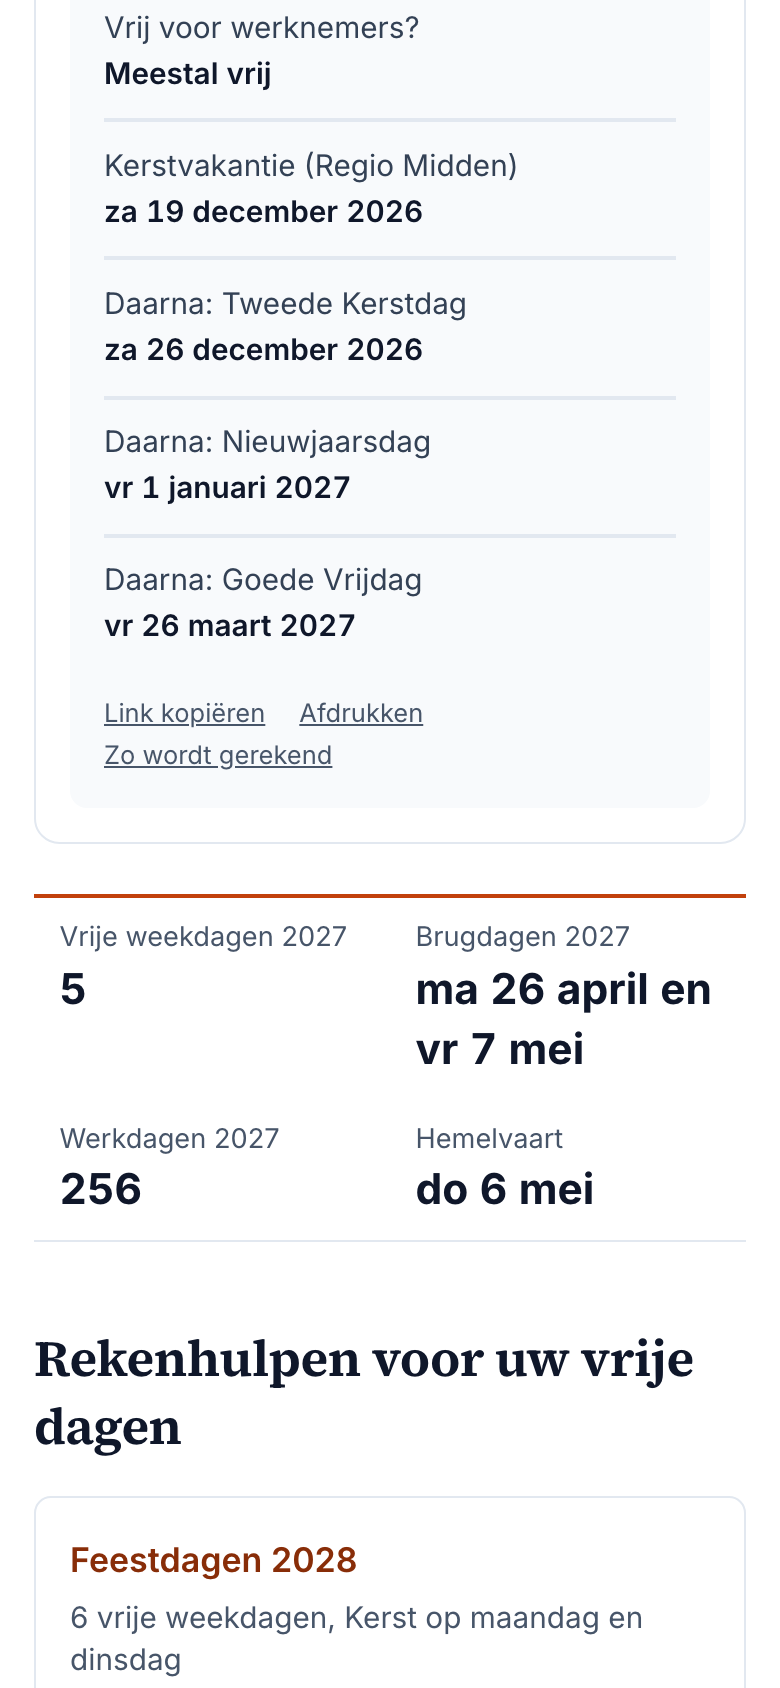 Vrij voor werknemers?
Meestal vrij
Kerstvakantie (Regio Midden)
za 19 december 2026
Daarna: Tweede Kerstdag
za 26 december 2026
Daarna: Nieuwjaarsdag
vr 1 januari 2027
Daarna: Goede Vrijdag
vr 26 maart 2027
Link kopiëren Afdrukken
Zo wordt gerekend
Vrije weekdagen 2027
5
Brugdagen 2027
ma 26 april en
vr 7 mei
Werkdagen 2027
256
Hemelvaart
do 6 mei
Rekenhulpen voor uw vrije
dagen
Feestdagen 2028
6 vrije weekdagen, Kerst op maandag en
dinsdag